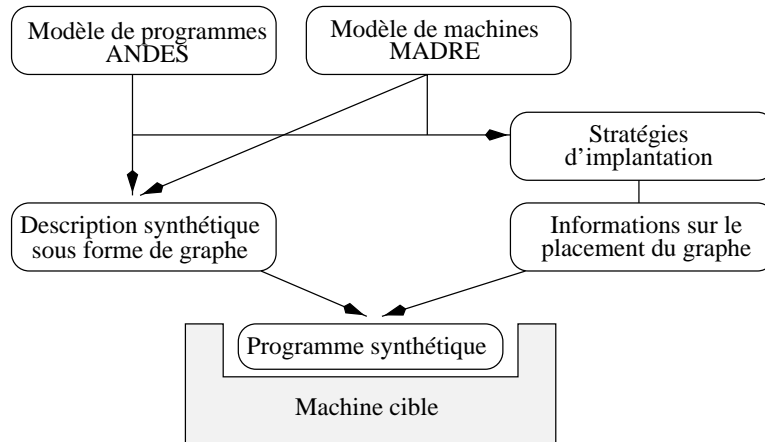 Modèle de programmes
ANDES
Modèle de machines
MADRE
Stratégies
d'implantation
Description synthétique
sous forme de graphe
Informations sur le
placement du graphe
Programme synthétique
Machine cible